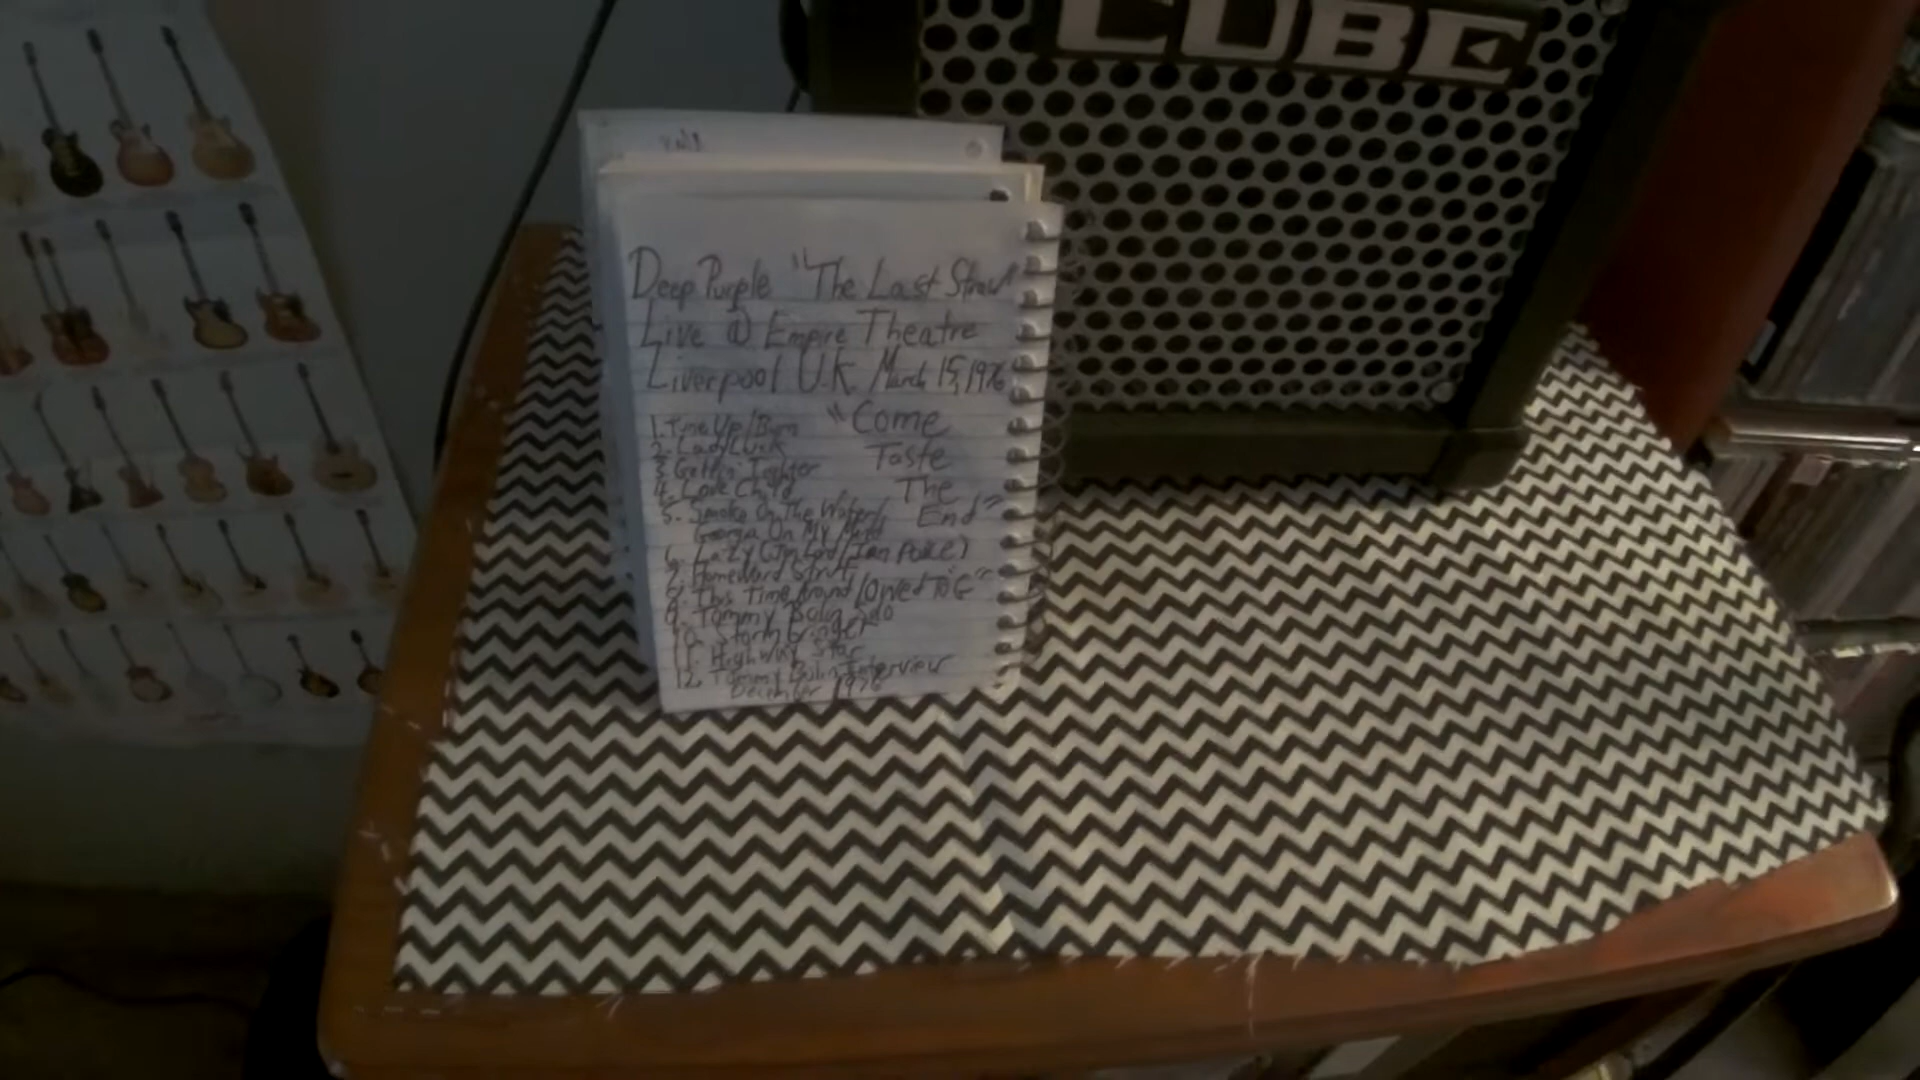 CUBE
Deep Purple "The Last Straw"
Live @ Empire Theatre
Liverpool U.K. March 15, 1976
"Come
Taste
The
End"
1. Tune Up/Burn
2. Lady Luck
3. Gettin' Tighter
4. Love Child
5. Smoke On The Water/
Georgia On My Mind
6. Lazy (Ian Paice)
7. Homeward Strut
8. This Time Around/Owed To "G"
9. Tommy Bolin Solo
10. Stormbringer
11. Highway Star
12. Tommy Bolin Interview
December 1976